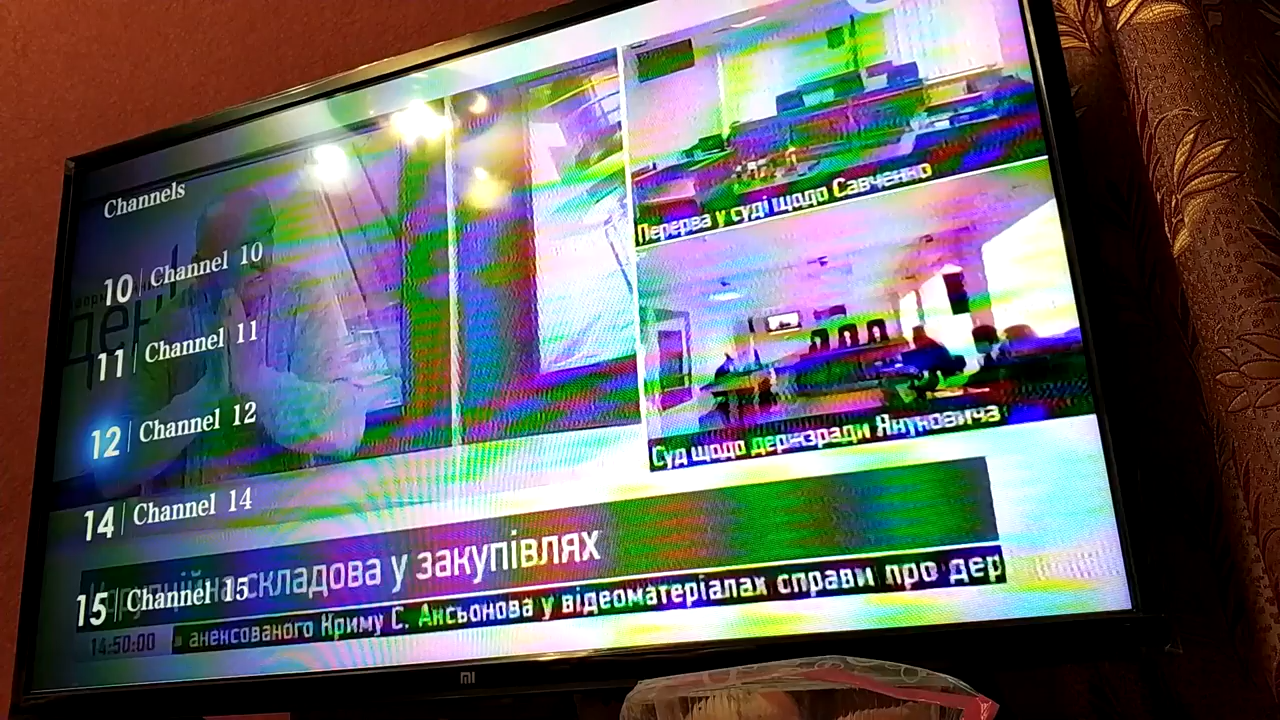 Channels
10 Channel 10
11 Channel 11
12 Channel 12
14 Channel 14
15 Channel 15
Перерва у суді щодо Савченко
Суд щодо держзради Януковича
ден
складова у закупівлях
14:50:00
анексованого Криму С. Аксьонова у відеоматеріалах справи про дер
mi